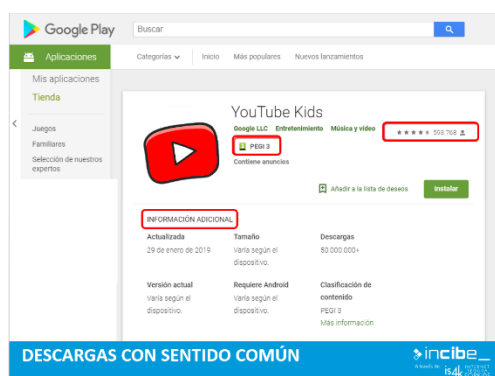 Google Play
Buscar
Aplicaciones
Categorías
Inicio
Más populares
Nuevos lanzamientos
Mis aplicaciones
Tienda
Juegos
Familiares
Selección de nuestros
expertos
YouTube Kids
Google LLC Entretenimiento Música y vídeo
593.768
PEGI 3
Contiene anuncios
Añadir a la lista de deseos
Instalar
INFORMACIÓN ADICIONAL
Actualizada
29 de enero de 2019
Tamaño
Varía según el
dispositivo.
Descargas
50.000.000+
Versión actual
Varía según el
dispositivo.
Requiere Android
Varía según el
dispositivo.
Clasificación de
contenido
PEGI 3
Más información
DESCARGAS CON SENTIDO COMÚN
incibe_
is4k